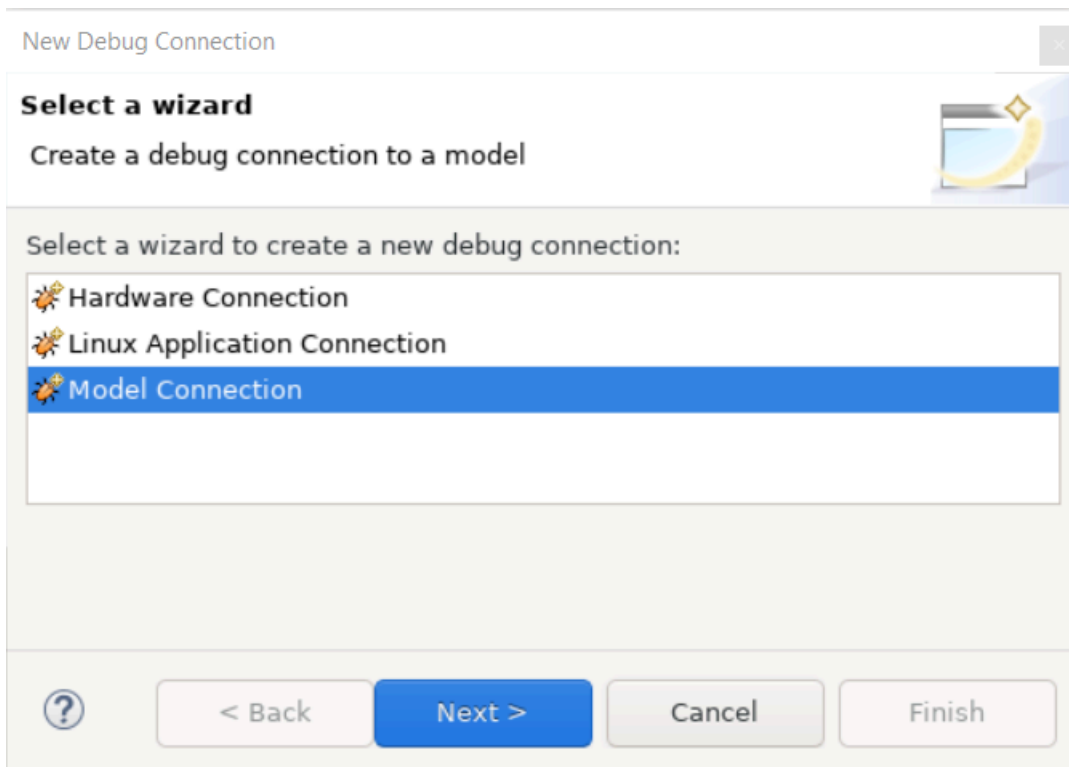 New Debug Connection
Select a wizard
Create a debug connection to a model
Select a wizard to create a new debug connection:
Hardware Connection
Linux Application Connection
Model Connection
? < Back Next > Cancel Finish